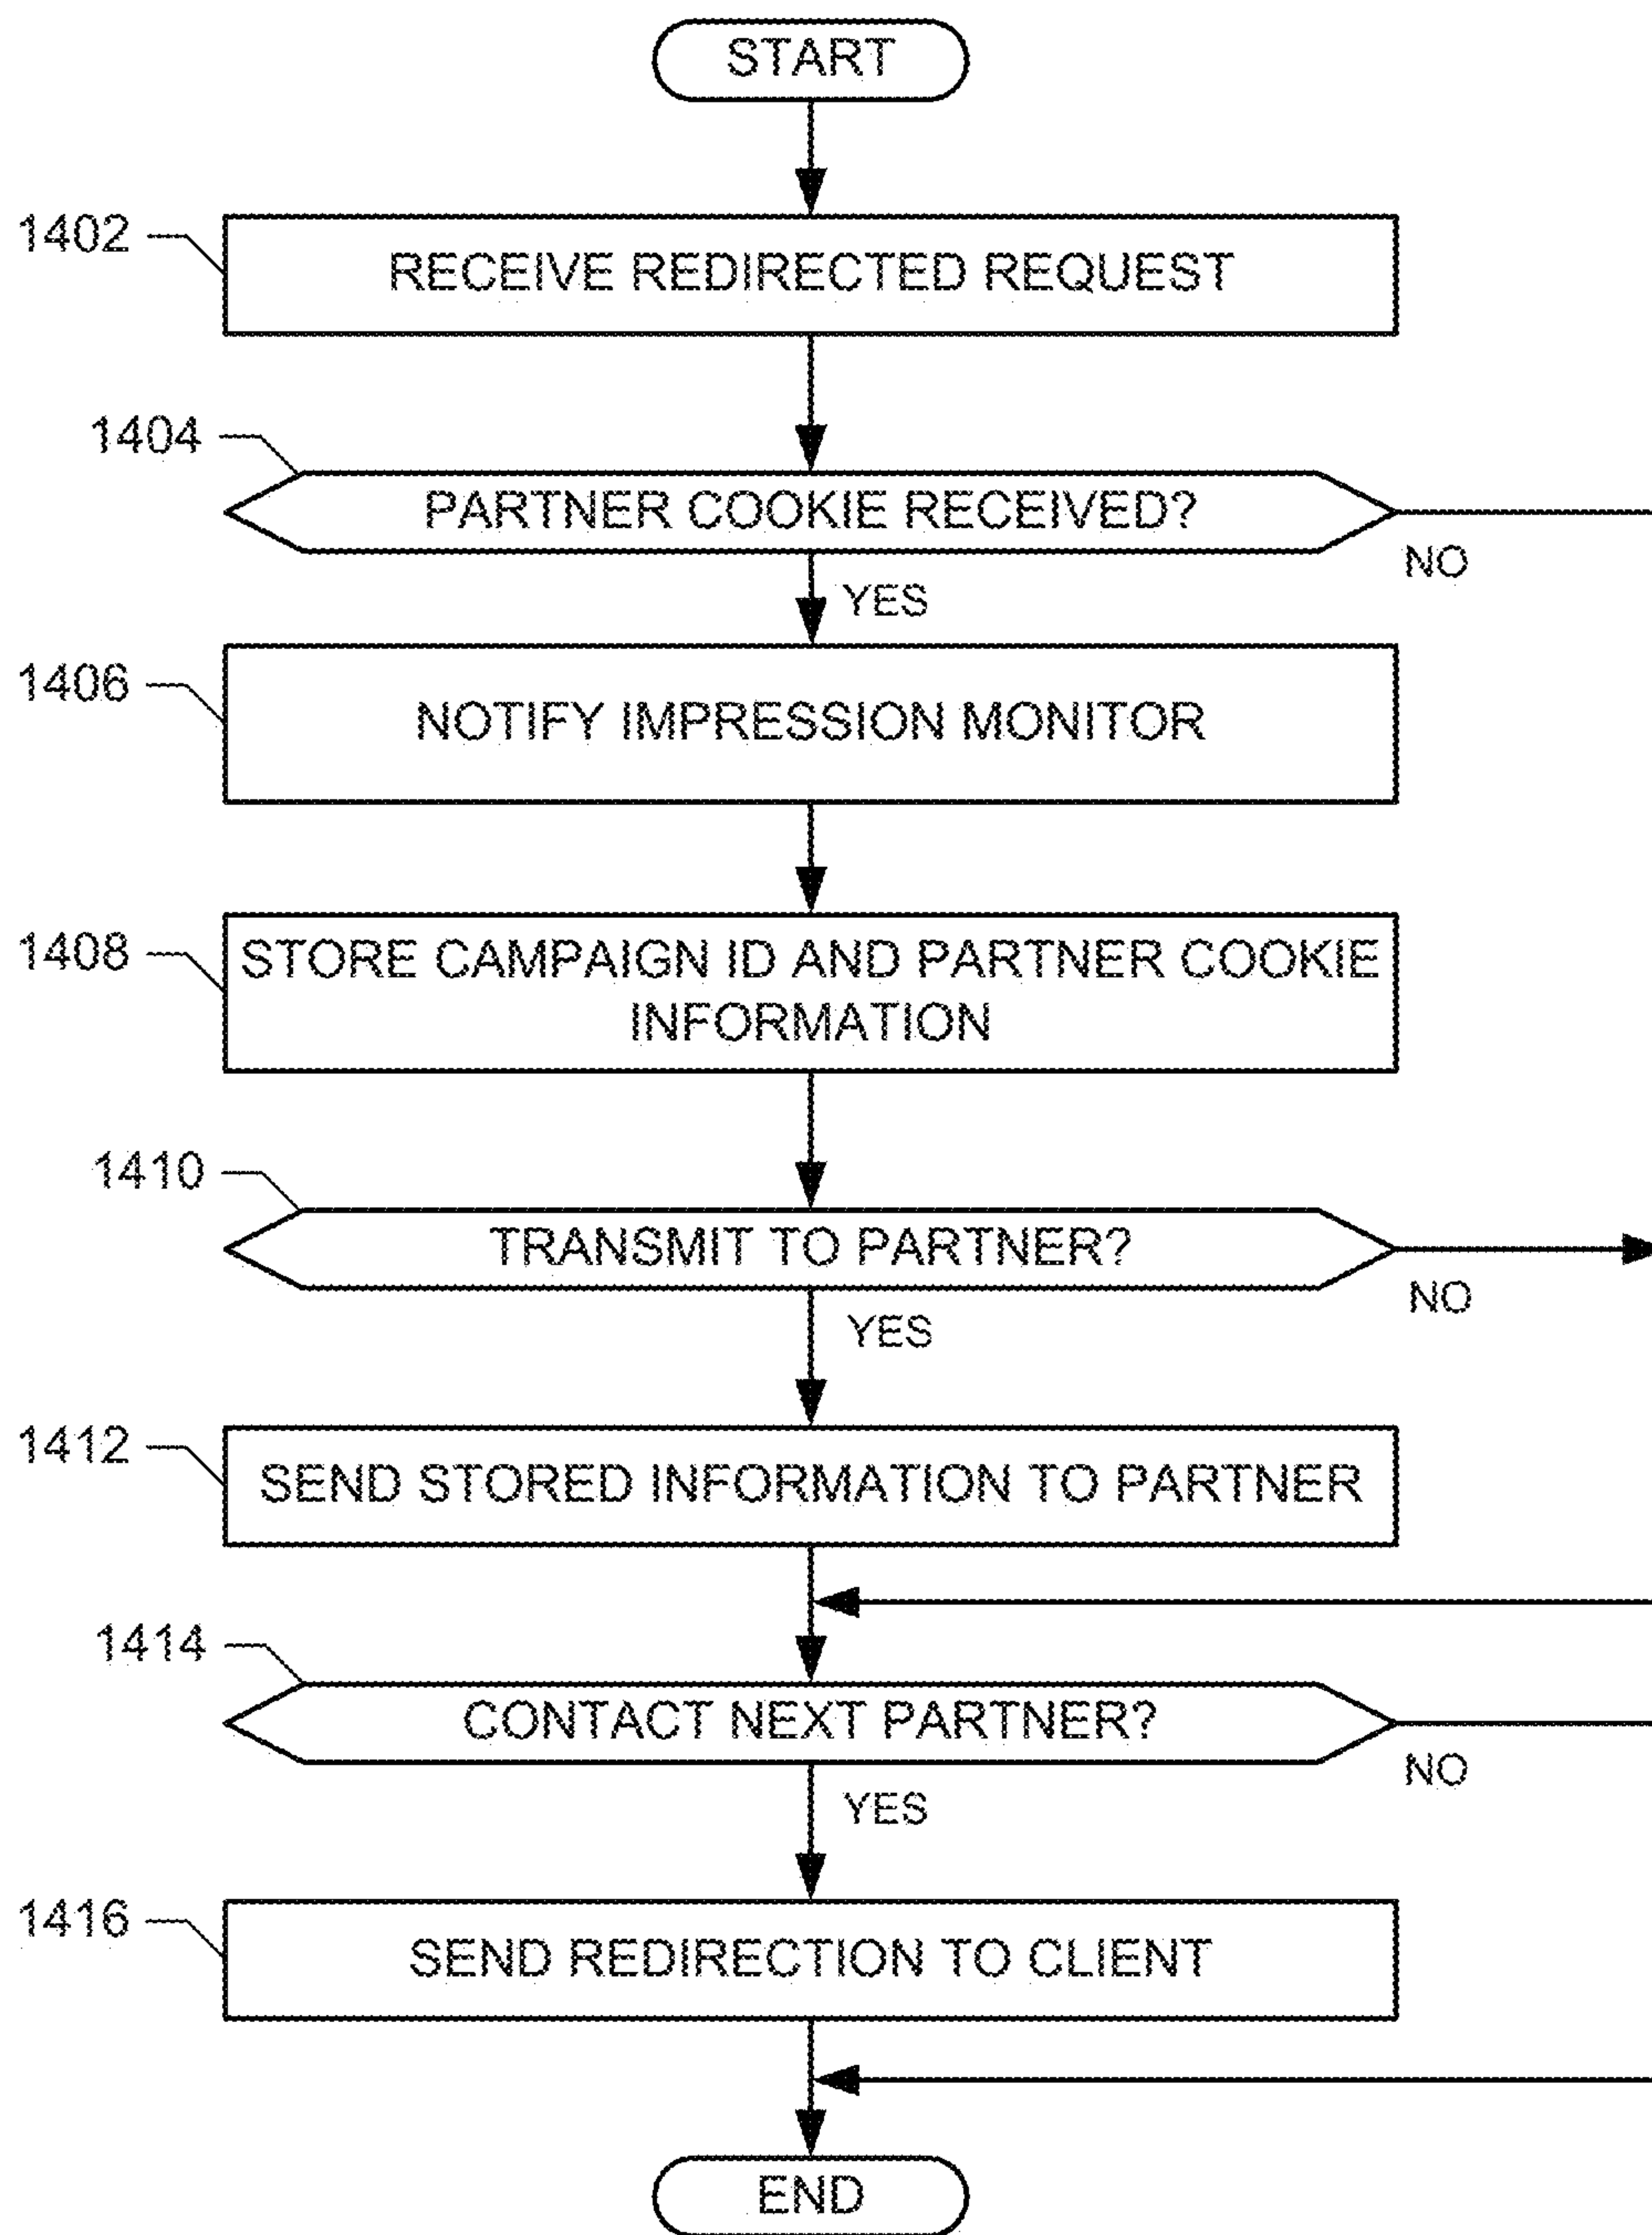 START
1402
RECEIVE REDIRECTED REQUEST
1404
PARTNER COOKIE RECEIVED?
NO
YES
1406
NOTIFY IMPRESSION MONITOR
1408
STORE CAMPAIGN ID AND PARTNER COOKIE
INFORMATION
1410
TRANSMIT TO PARTNER?
NO
YES
1412
SEND STORED INFORMATION TO PARTNER
1414
CONTACT NEXT PARTNER?
NO
YES
1416
SEND REDIRECTION TO CLIENT
END